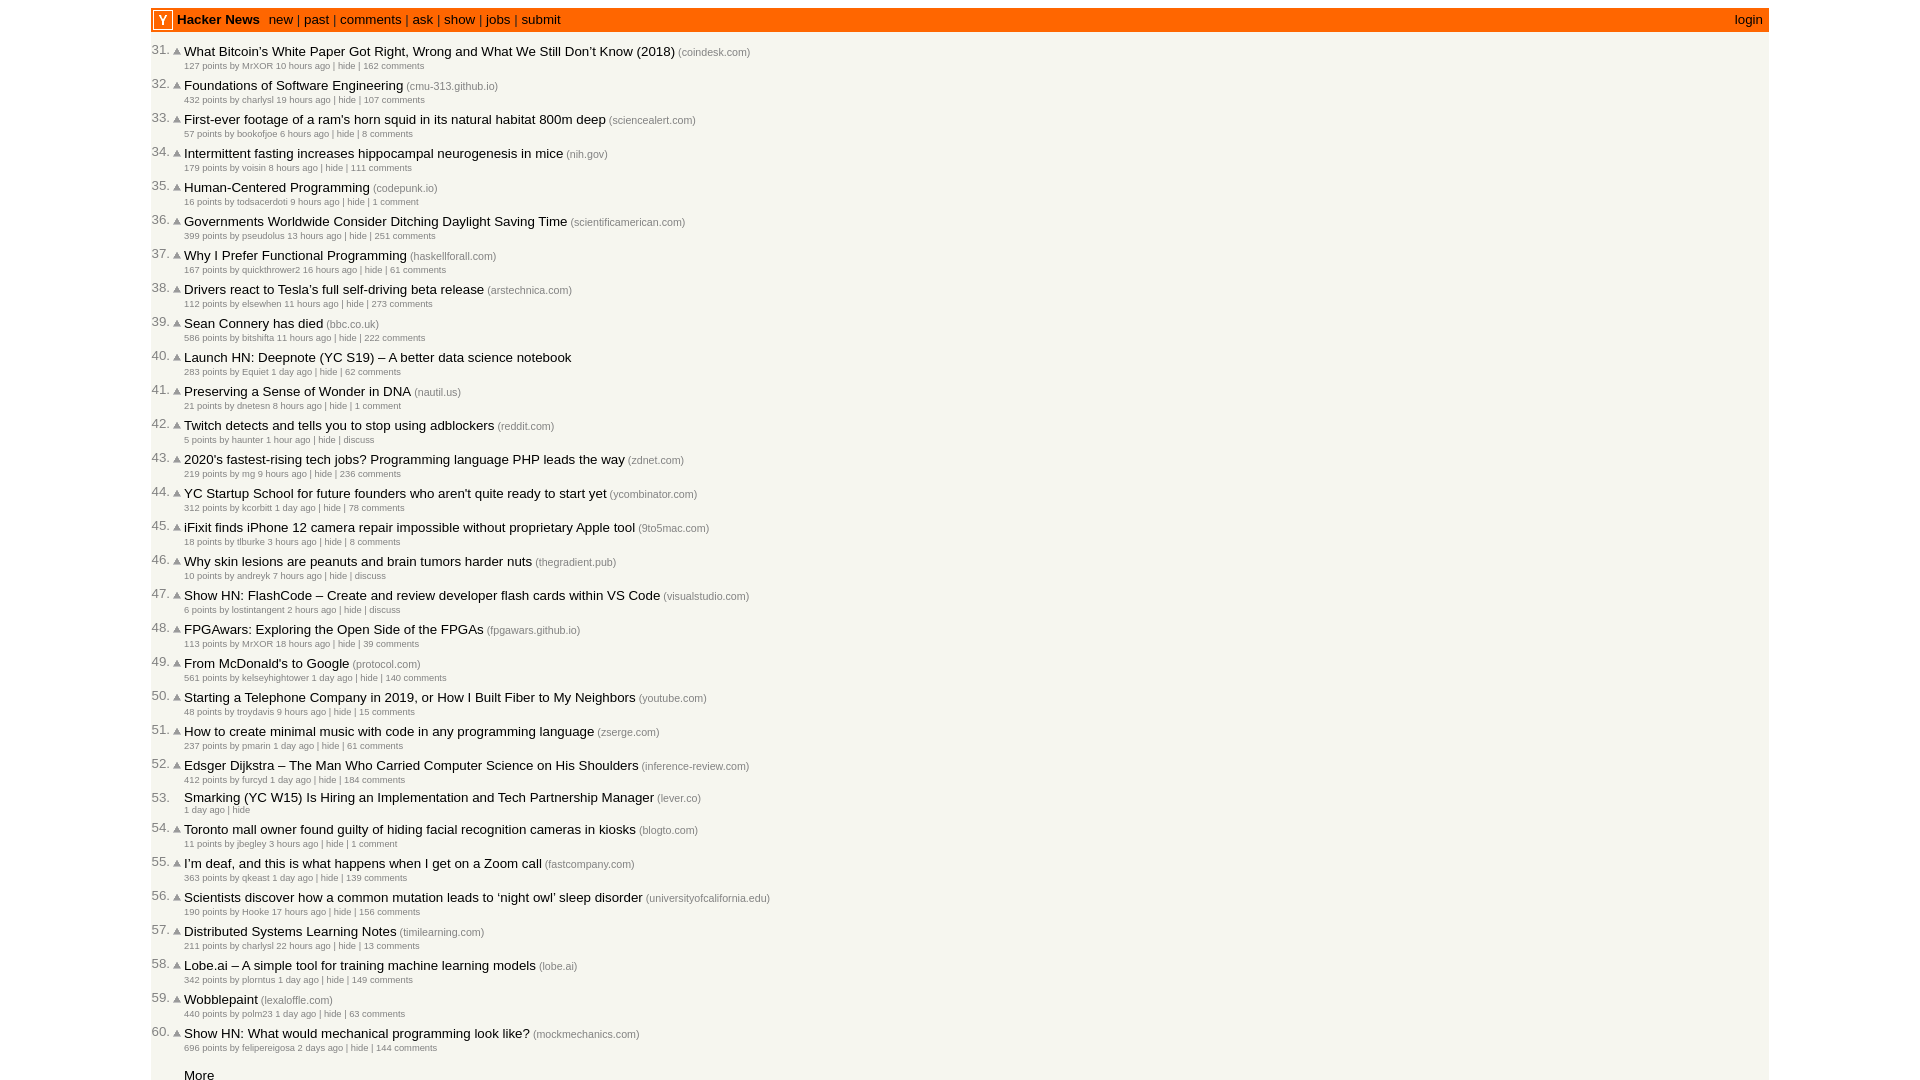 Y Hacker News new | past | comments | ask | show | jobs | submit login
31. What Bitcoin’s White Paper Got Right, Wrong and What We Still Don’t Know (2018) (coindesk.com)
127 points by MrXOR 10 hours ago | hide | 162 comments
32. Foundations of Software Engineering (cmu-313.github.io)
432 points by charlysl 19 hours ago | hide | 107 comments
33. First-ever footage of a ram's horn squid in its natural habitat 800m deep (sciencealert.com)
57 points by bookofjoe 6 hours ago | hide | 8 comments
34. Intermittent fasting increases hippocampal neurogenesis in mice (nih.gov)
179 points by voisin 8 hours ago | hide | 111 comments
35. Human-Centered Programming (codepunk.io)
16 points by todsacerdoti 9 hours ago | hide | 1 comment
36. Governments Worldwide Consider Ditching Daylight Saving Time (scientificamerican.com)
399 points by pseudolus 13 hours ago | hide | 251 comments
37. Why I Prefer Functional Programming (haskellforall.com)
167 points by quickthrower2 16 hours ago | hide | 61 comments
38. Drivers react to Tesla’s full self-driving beta release (arstechnica.com)
112 points by elsewhen 11 hours ago | hide | 273 comments
39. Sean Connery has died (bbc.co.uk)
586 points by bitshifta 11 hours ago | hide | 222 comments
40. Launch HN: Deepnote (YC S19) – A better data science notebook
283 points by Equiet 1 day ago | hide | 62 comments
41. Preserving a Sense of Wonder in DNA (nautil.us)
21 points by dnetesn 8 hours ago | hide | 1 comment
42. Twitch detects and tells you to stop using adblockers (reddit.com)
5 points by haunter 1 hour ago | hide | discuss
43. 2020's fastest-rising tech jobs? Programming language PHP leads the way (zdnet.com)
219 points by mg 9 hours ago | hide | 236 comments
44. YC Startup School for future founders who aren't quite ready to start yet (ycombinator.com)
312 points by kcorbitt 1 day ago | hide | 78 comments
45. iFixit finds iPhone 12 camera repair impossible without proprietary Apple tool (9to5mac.com)
18 points by tlburke 3 hours ago | hide | 8 comments
46. Why skin lesions are peanuts and brain tumors harder nuts (thegradient.pub)
10 points by andreyk 7 hours ago | hide | discuss
47. Show HN: FlashCode – Create and review developer flash cards within VS Code (visualstudio.com)
6 points by lostintangent 2 hours ago | hide | discuss
48. FPGAwars: Exploring the Open Side of the FPGAs (fpgawars.github.io)
113 points by MrXOR 18 hours ago | hide | 39 comments
49. From McDonald's to Google (protocol.com)
561 points by kelseyhightower 1 day ago | hide | 140 comments
50. Starting a Telephone Company in 2019, or How I Built Fiber to My Neighbors (youtube.com)
48 points by troydavis 9 hours ago | hide | 15 comments
51. How to create minimal music with code in any programming language (zserge.com)
237 points by pmarin 1 day ago | hide | 61 comments
52. Edsger Dijkstra – The Man Who Carried Computer Science on His Shoulders (inference-review.com)
412 points by furcyd 1 day ago | hide | 184 comments
53. Smarking (YC W15) Is Hiring an Implementation and Tech Partnership Manager (lever.co)
1 day ago | hide
54. Toronto mall owner found guilty of hiding facial recognition cameras in kiosks (blogto.com)
11 points by jbegley 3 hours ago | hide | 1 comment
55. I’m deaf, and this is what happens when I get on a Zoom call (fastcompany.com)
363 points by qkeast 1 day ago | hide | 139 comments
56. Scientists discover how a common mutation leads to ‘night owl’ sleep disorder (universityofcalifornia.edu)
190 points by Hooke 17 hours ago | hide | 156 comments
57. Distributed Systems Learning Notes (timilearning.com)
211 points by charlysl 22 hours ago | hide | 13 comments
58. Lobe.ai – A simple tool for training machine learning models (lobe.ai)
342 points by plorntus 1 day ago | hide | 149 comments
59. Wobblepaint (lexaloffle.com)
440 points by polm23 1 day ago | hide | 63 comments
60. Show HN: What would mechanical programming look like? (mockmechanics.com)
696 points by felipereigosa 2 days ago | hide | 144 comments
More